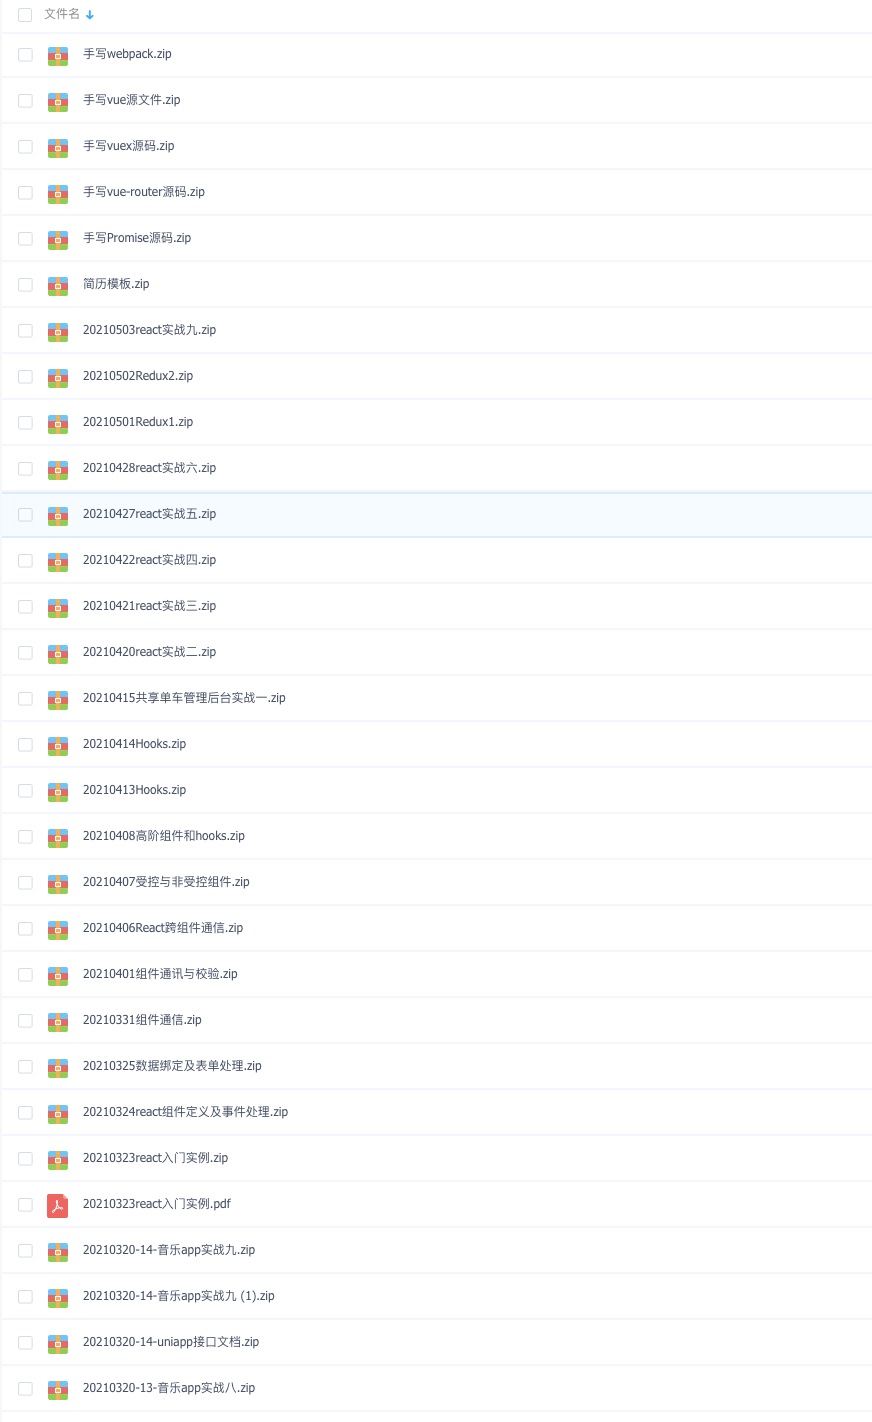 文件名
手写webpack.zip
手写vue源文件.zip
手写vuex源码.zip
手写vue-router源码.zip
手写Promise源码.zip
简历模板.zip
20210503react实战九.zip
20210502Redux2.zip
20210501Redux1.zip
20210428react实战六.zip
20210427react实战五.zip
20210422react实战四.zip
20210421react实战三.zip
20210420react实战二.zip
20210415共享单车管理后台实战一.zip
20210414Hooks.zip
20210413Hooks.zip
20210408高阶组件和hooks.zip
20210407受控与非受控组件.zip
20210406React跨组件通信.zip
20210401组件通讯与校验.zip
20210331组件通信.zip
20210325数据绑定及表单处理.zip
20210324react组件定义及事件处理.zip
20210323react入门实例.zip
20210323react入门实例.pdf
20210320-14-音乐app实战九.zip
20210320-14-音乐app实战九 (1).zip
20210320-14-uniapp接口文档.zip
20210320-13-音乐app实战八.zip